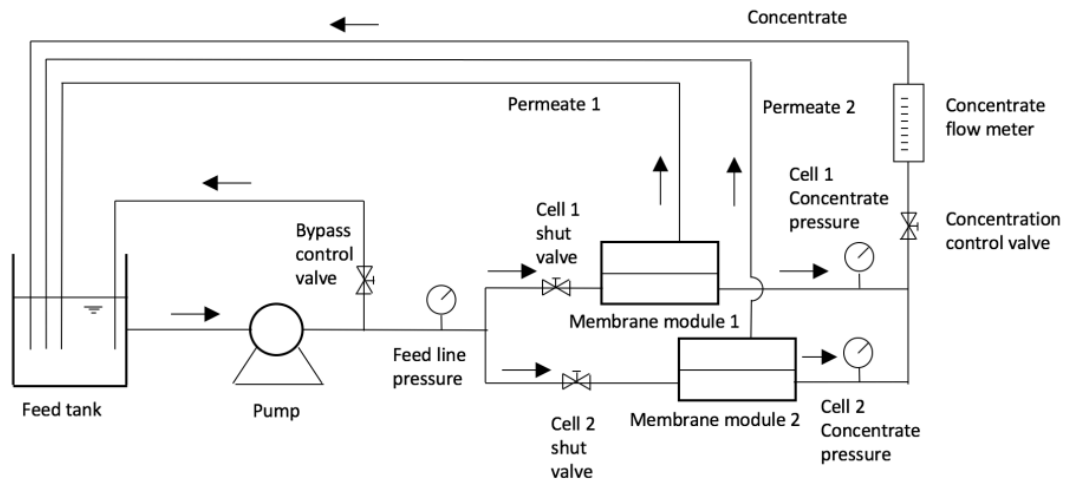 Concentrate
Permeate 1
Permeate 2
Concentrate
flow meter
Cell 1
Concentrate
pressure
Cell 1
shut
valve
Bypass
control
valve
Concentration
control valve
Membrane module 1
Feed line
pressure
Feed tank
Pump
Membrane module 2
Cell 2
shut
valve
Cell 2
Concentrate
pressure